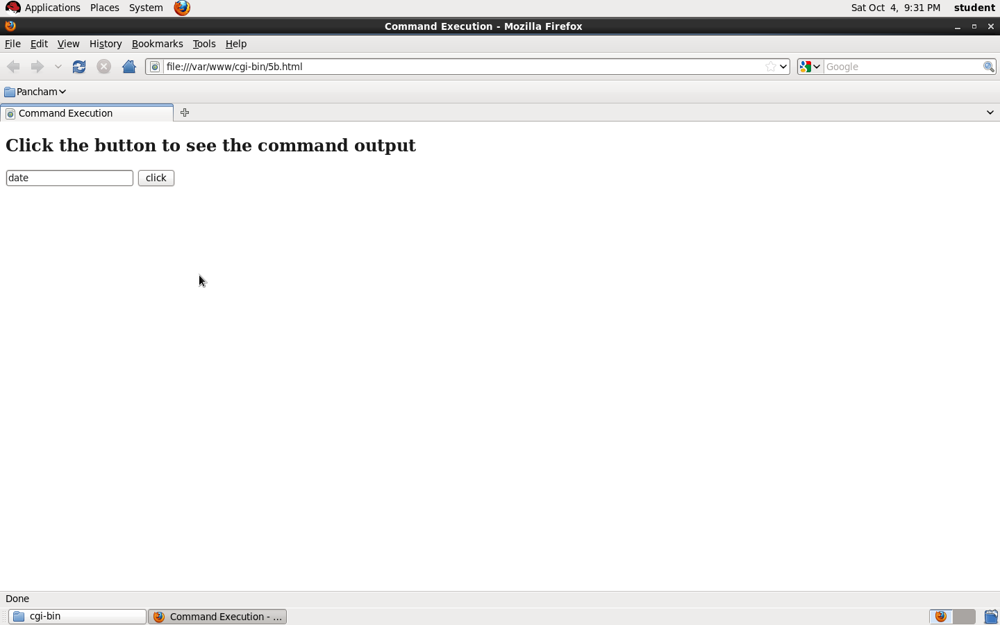 Applications Places System Sat Oct 4, 9:31 PM student
Command Execution - Mozilla Firefox
File Edit View History Bookmarks Tools Help
file:///var/www/cgi-bin/5b.html Google
Pancham
Command Execution
Click the button to see the command output
date click
Done
cgi-bin Command Execution - ...